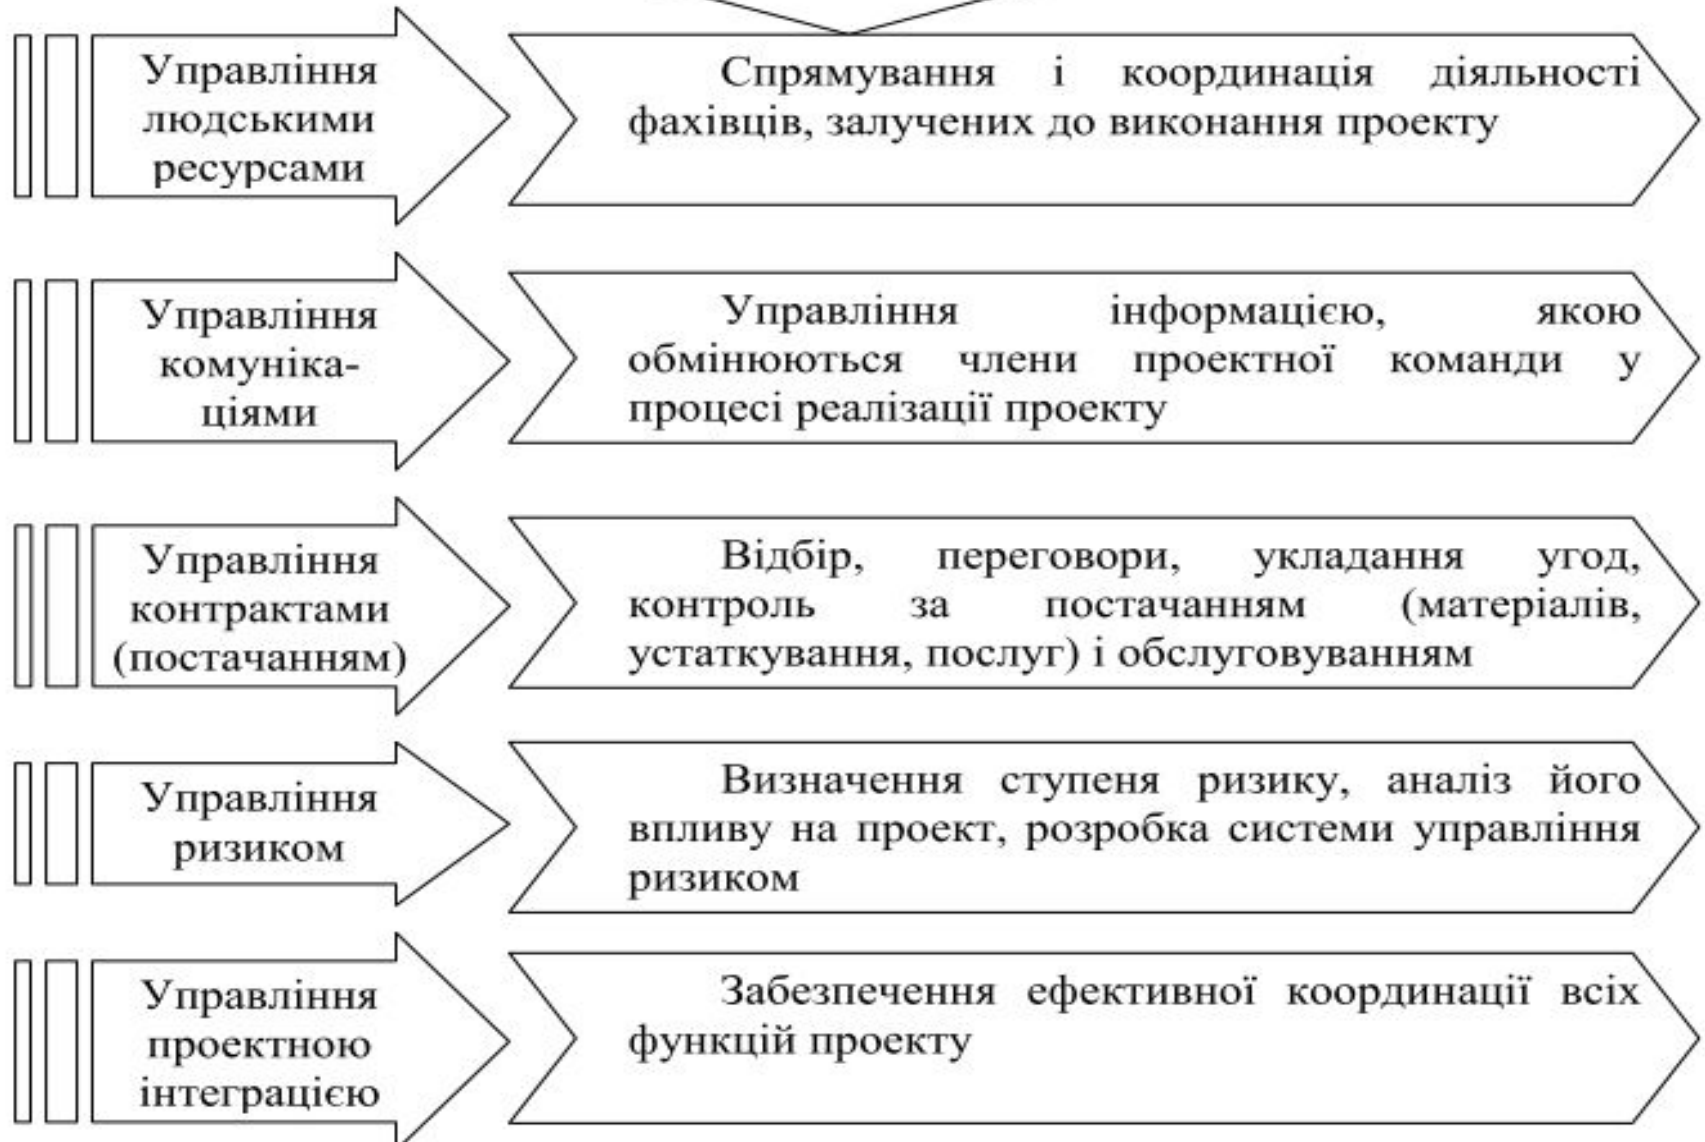 Управління
людськими
ресурсами
Спрямування і координація діяльності
фахівців, залучених до виконання проекту
Управління
комуніка-
ціями
Управління інформацією, якою
обмінюються члени проектної команди у
процесі реалізації проекту
Управління
контрактами
(постачанням)
Відбір, переговори, укладання угод,
контроль за постачанням (матеріалів,
устаткування, послуг) і обслуговуванням
Управління
ризиком
Визначення ступеня ризику, аналіз його
впливу на проект, розробка системи управління
ризиком
Управління
проектною
інтеграцією
Забезпечення ефективної координації всіх
функцій проекту